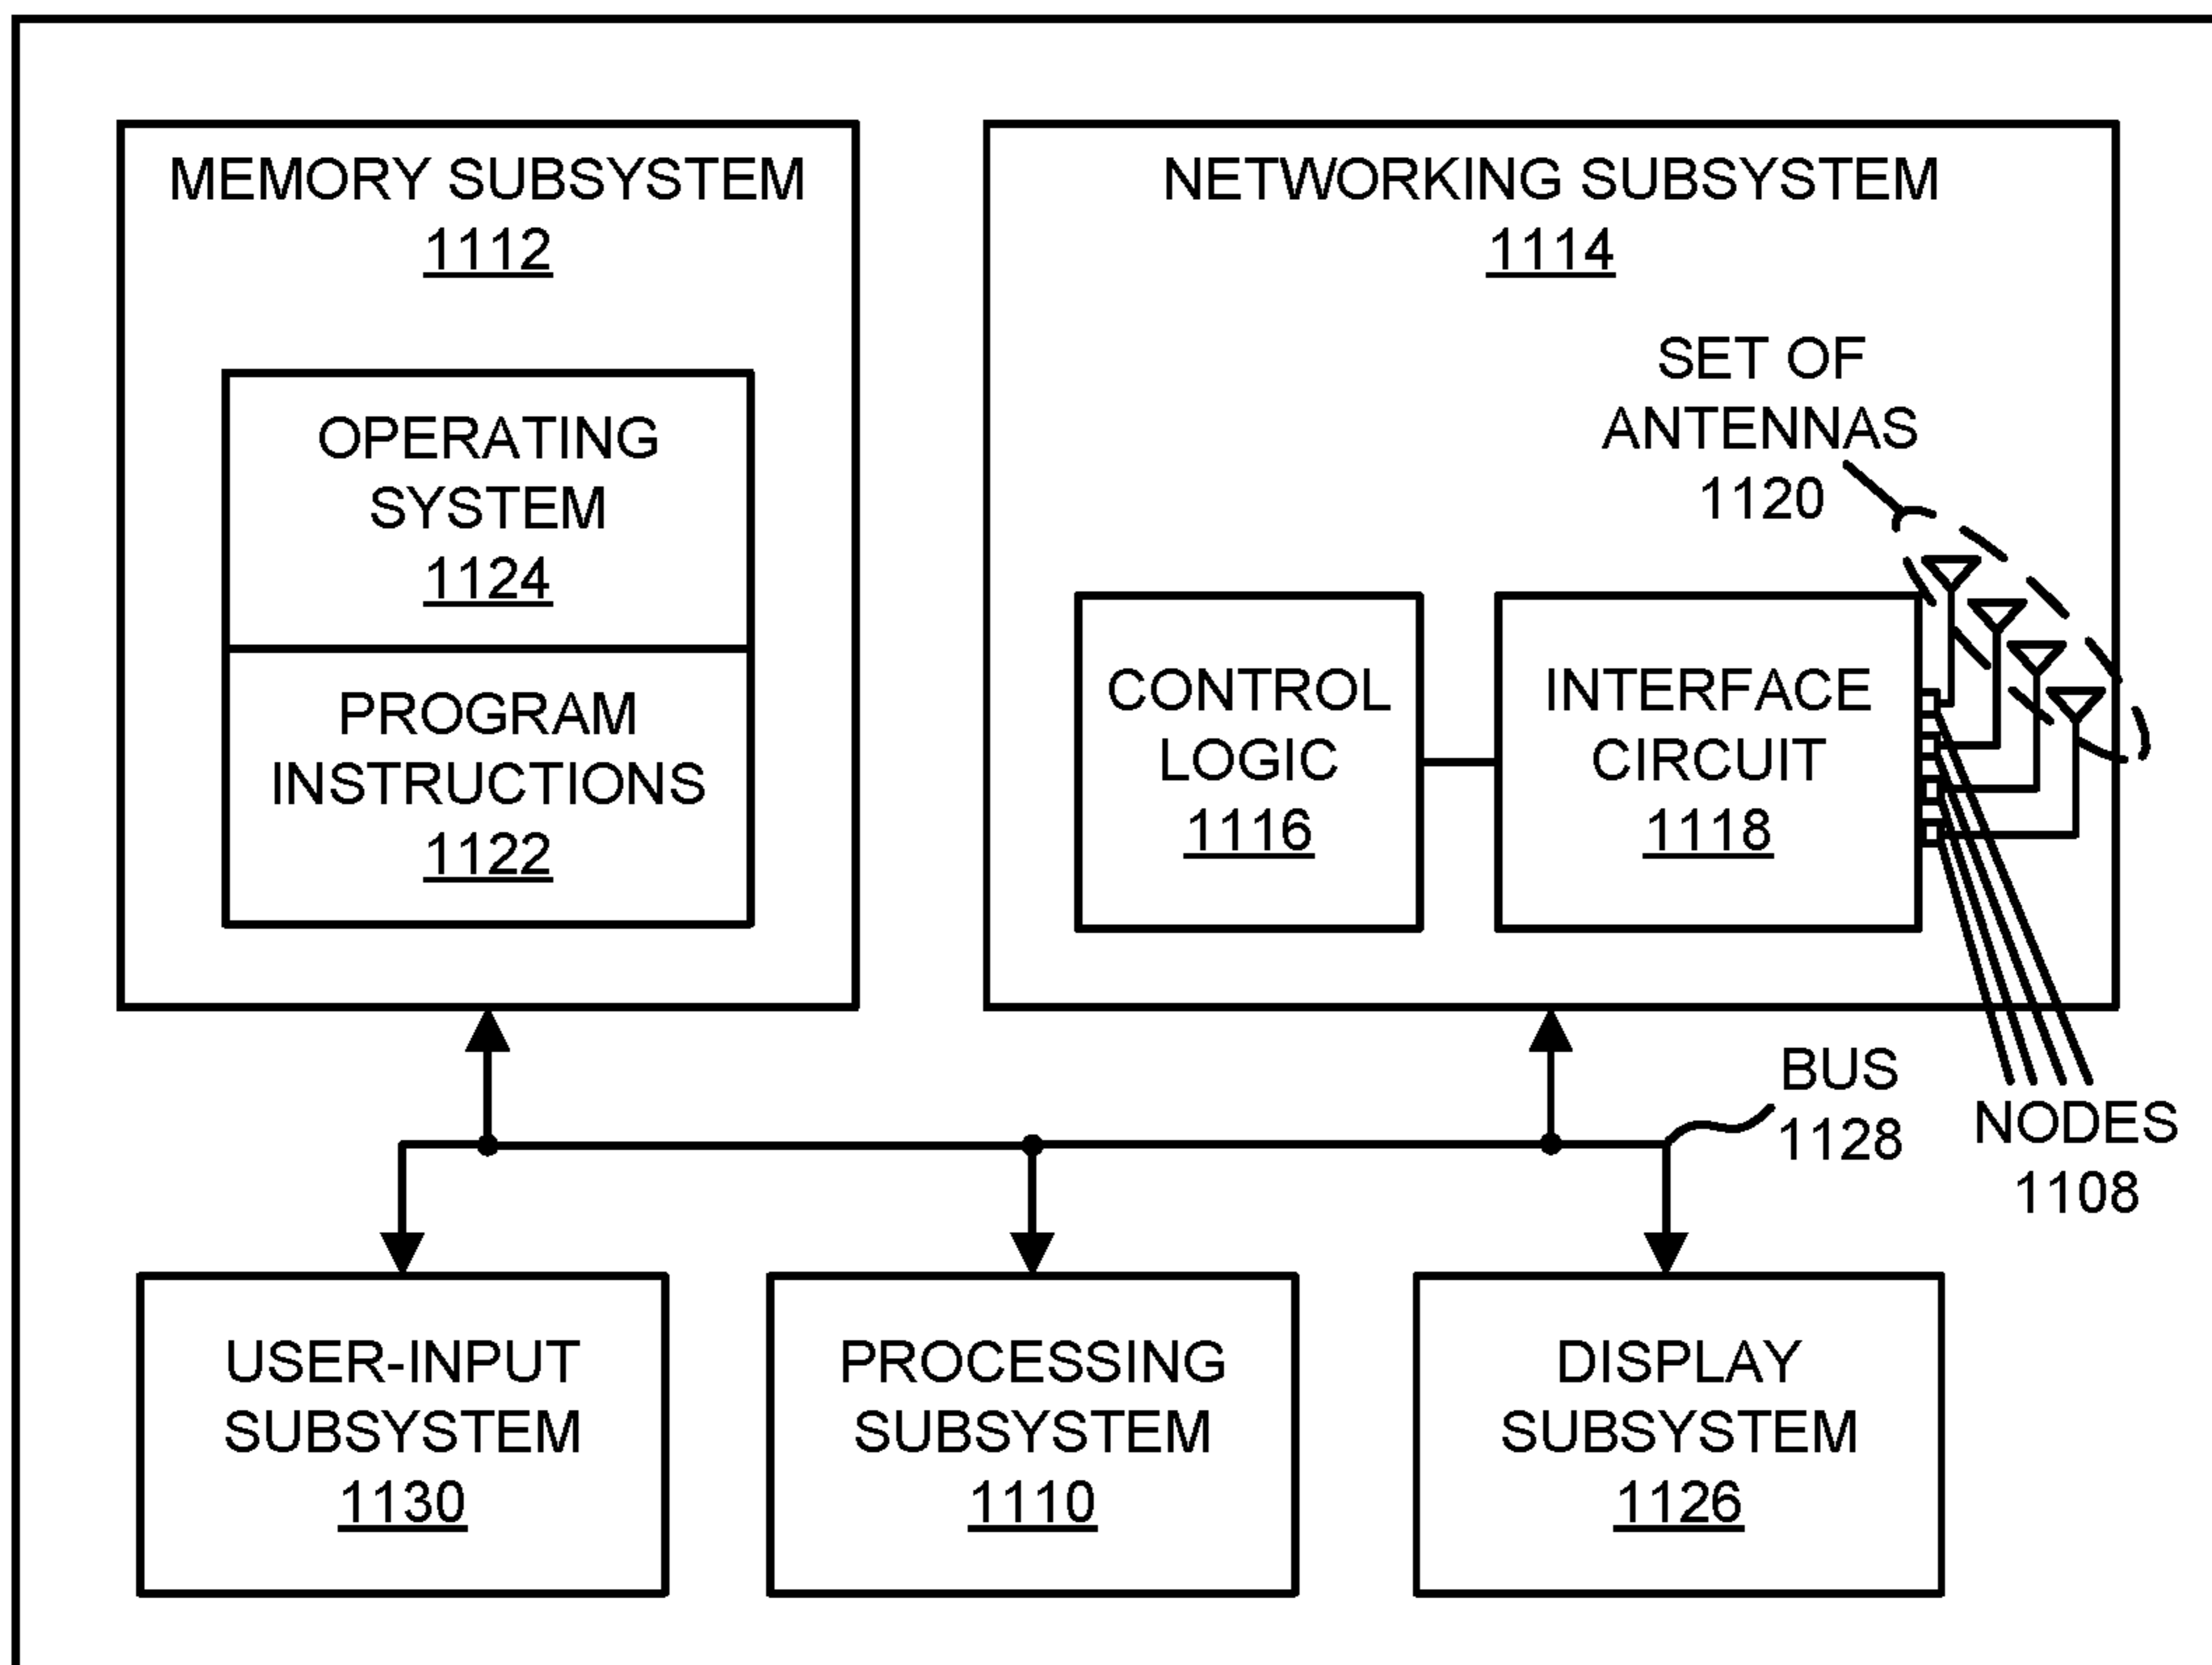 MEMORY SUBSYSTEM
1112
OPERATING
SYSTEM
1124
PROGRAM
INSTRUCTIONS
1122
NETWORKING SUBSYSTEM
1114
SET OF
ANTENNAS
1120
CONTROL
LOGIC
1116
INTERFACE
CIRCUIT
1118
BUS
1128
NODES
1108
USER-INPUT
SUBSYSTEM
1130
PROCESSING
SUBSYSTEM
1110
DISPLAY
SUBSYSTEM
1126